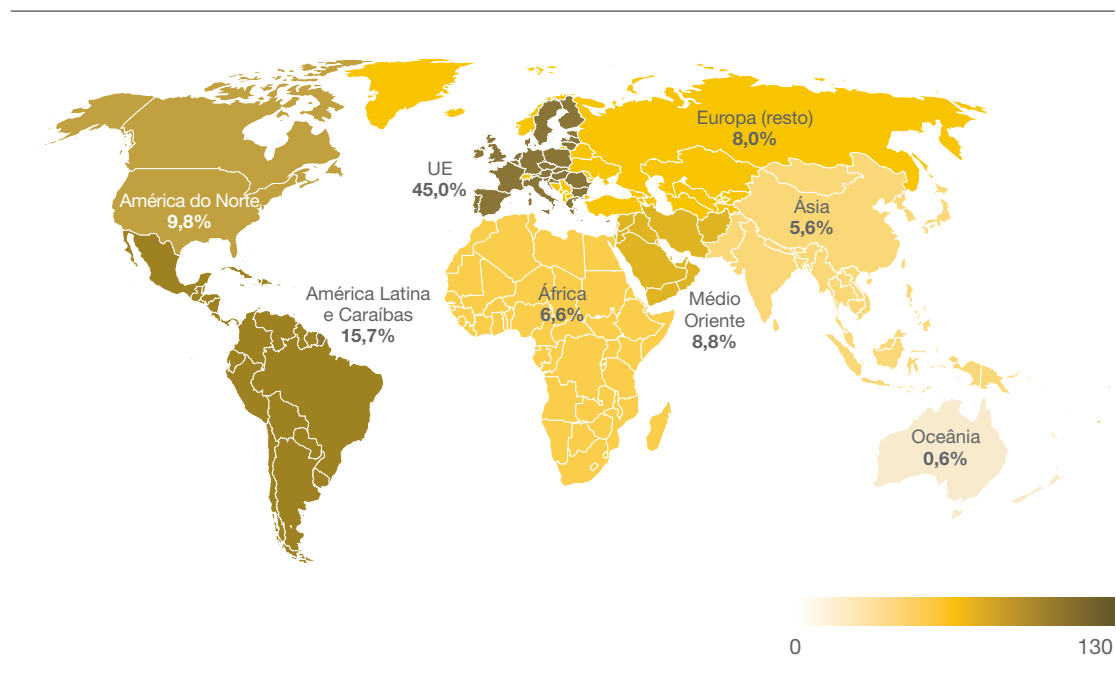 Europa (resto)
8,0%
UE
45,0%
América do Norte
9,8%
Ásia
5,6%
América Latina
e Caraíbas
15,7%
África
6,6%
Médio
Oriente
8,8%
Oceânia
0,6%
0
130